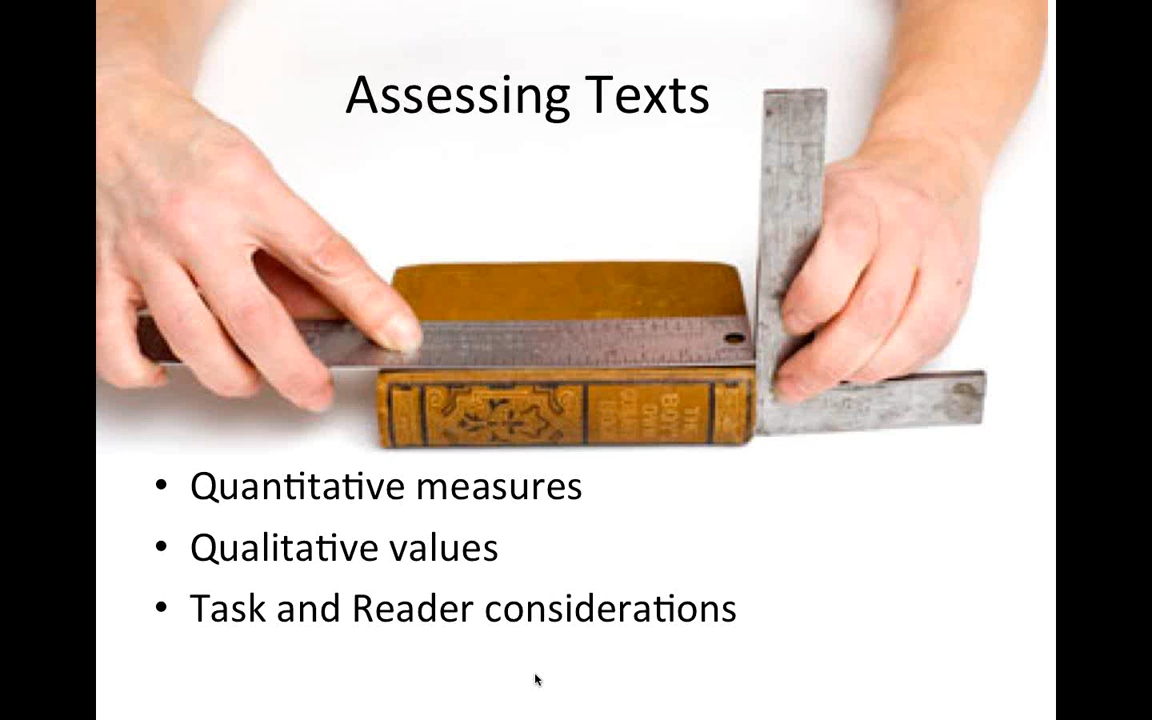 Assessing Texts
• Quantitative measures
• Qualitative values
• Task and Reader considerations